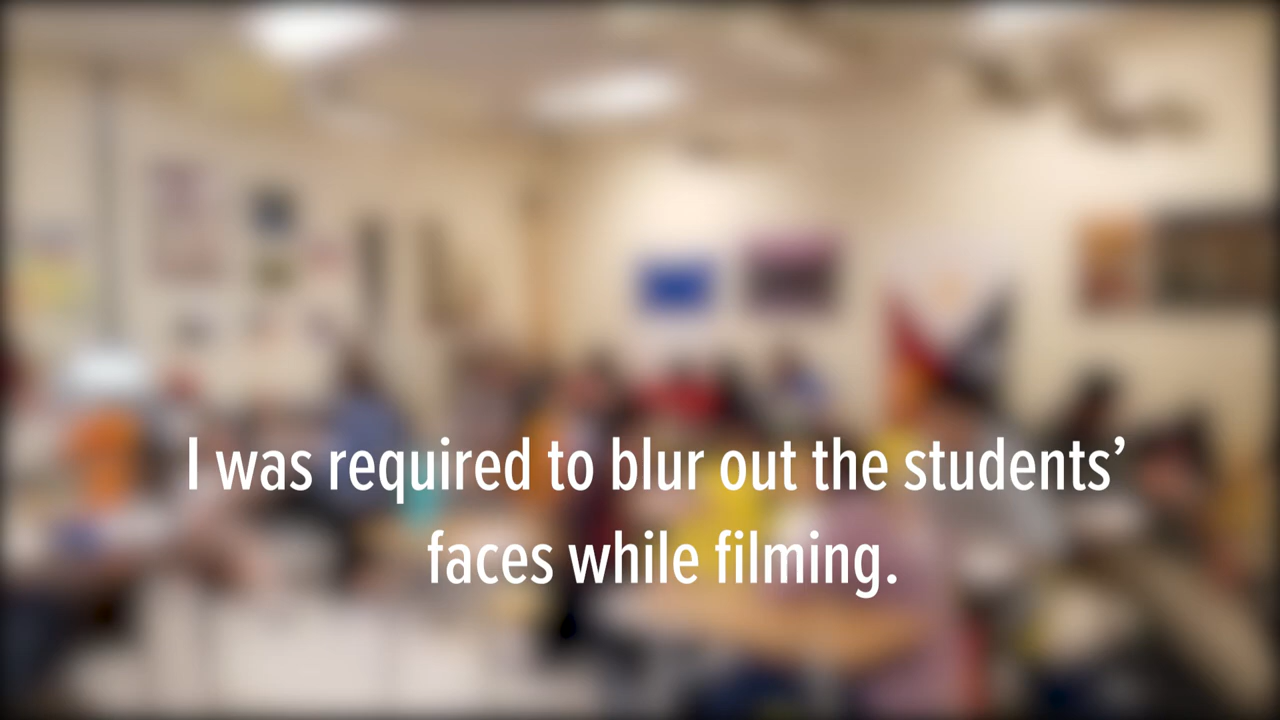 I was required to blur out the students’
faces while filming.